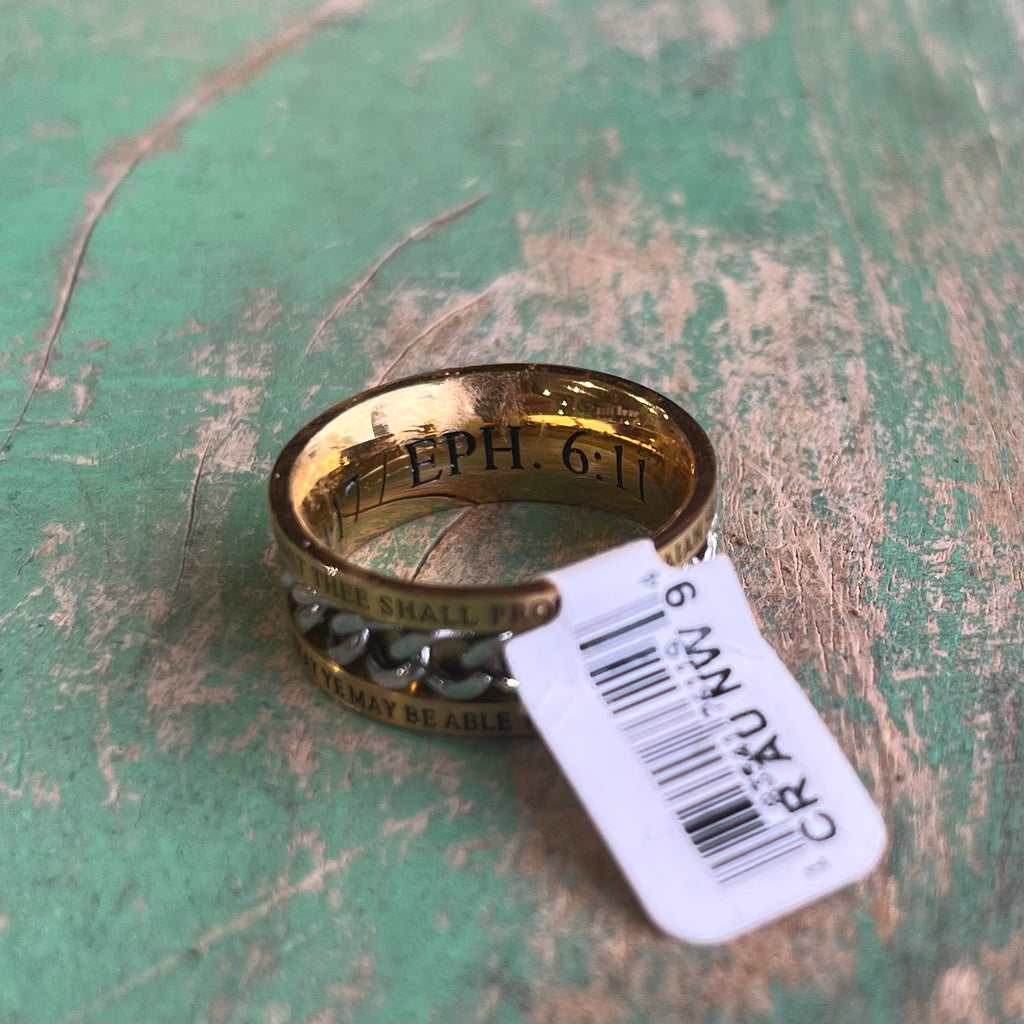 EPH. 6:11
THEE SHALL PRO
YE MAY BE ABLE
CR AU NW 9